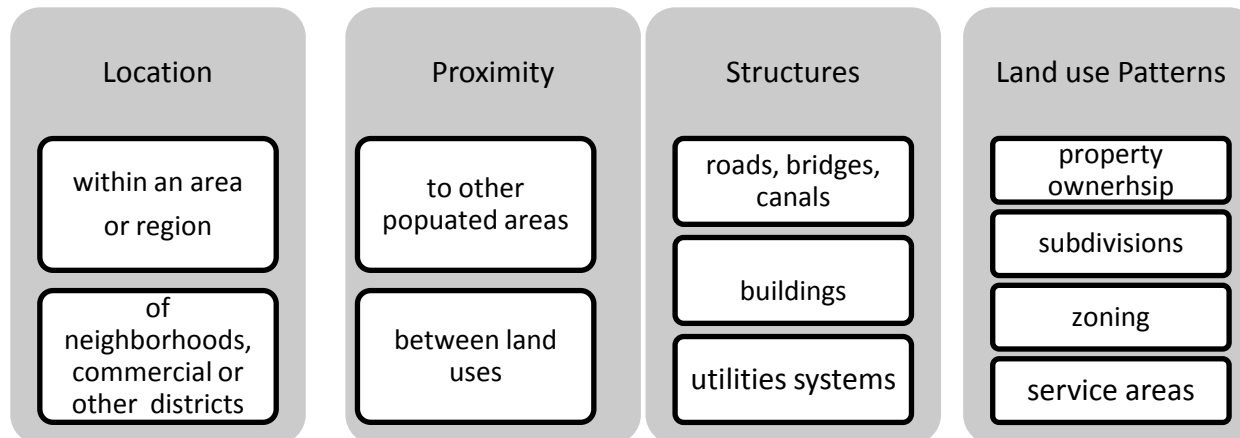 Location
within an area
or region
of
neighborhoods,
commercial or
other districts
Proximity
to other
popuated areas
between land
uses
Structures
roads, bridges,
canals
buildings
utilities systems
Land use Patterns
property
ownerhsip
subdivisions
zoning
service areas